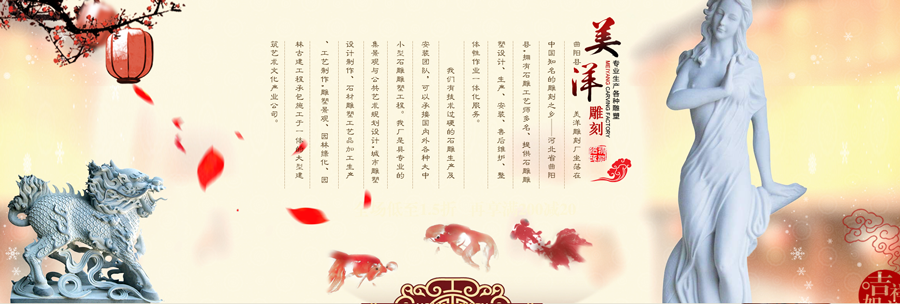 美洋
雕刻
专业生产各种雕塑
MEIYANG CARVING FACTORY
曲阳县美洋雕刻厂坐落在
中国知名的雕刻之乡——河北省曲阳
县,拥有石雕工艺师多名、提供石雕雕
塑设计、生产、安装、售后维护、整
体性作业一体化服务。
我们有技术过硬的石雕生产及
安装团队,可以承接国内外各种大中
小型石雕雕塑工程。我厂是具专业的
集景观与公共艺术规划设计,城市雕塑
设计制作、石材雕塑工艺品加工生产
、工艺制作,雕塑景观、园林绿化、园
林古建工程承包施工于一体的大型建
筑艺术文化产业公司。
吉